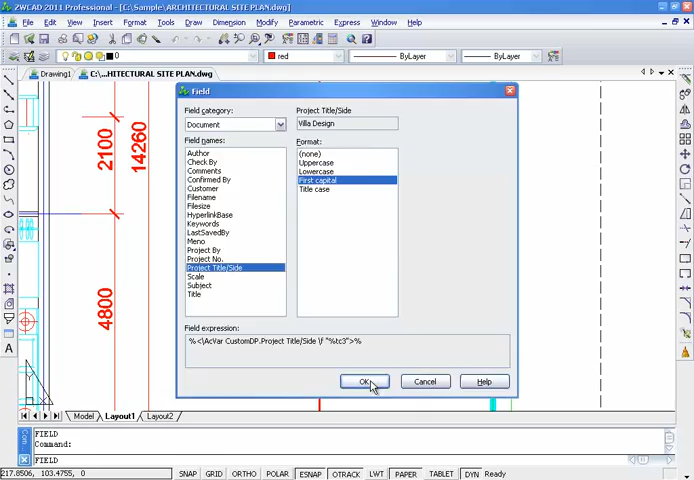 ZWCAD 2011 Professional - [C:\Sample\ARCHITECTURAL SITE PLAN.dwg]
File Edit View Insert Format Tools Draw Dimension Modify Parametric Express Window Help
0 red ByLayer ByLayer
Drawing1 C:\...HITECTURAL SITE PLAN.dwg
Field
Field category:
Document
Project Title/Side
Villa Design
Field names:
Author
Check By
Comments
Confirmed By
Customer
Filename
Filesize
HyperlinkBase
Keywords
LastSavedBy
Meno
Project By
Project No.
Project Title/Side
Scale
Subject
Title
Format:
(none)
Uppercase
Lowercase
First capital
Title case
Field expression:
%<\AcVar CustomDP.Project Title/Side \f "%tc3">%
OK Cancel Help
2100
14260
4800
Model Layout1 Layout2
FIELD
Command:
FIELD
217.8506, 103.4755, 0 SNAP GRID ORTHO POLAR ESNAP OTRACK LWT PAPER TABLET DYN Ready